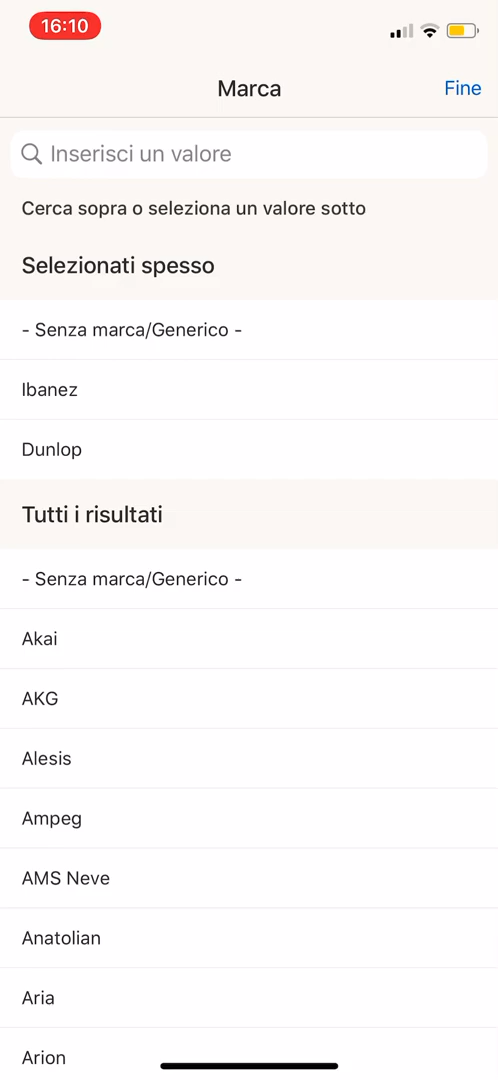 16:10
Marca
Fine
Inserisci un valore
Cerca sopra o seleziona un valore sotto
Selezionati spesso
- Senza marca/Generico -
Ibanez
Dunlop
Tutti i risultati
- Senza marca/Generico -
Akai
AKG
Alesis
Ampeg
AMS Neve
Anatolian
Aria
Arion